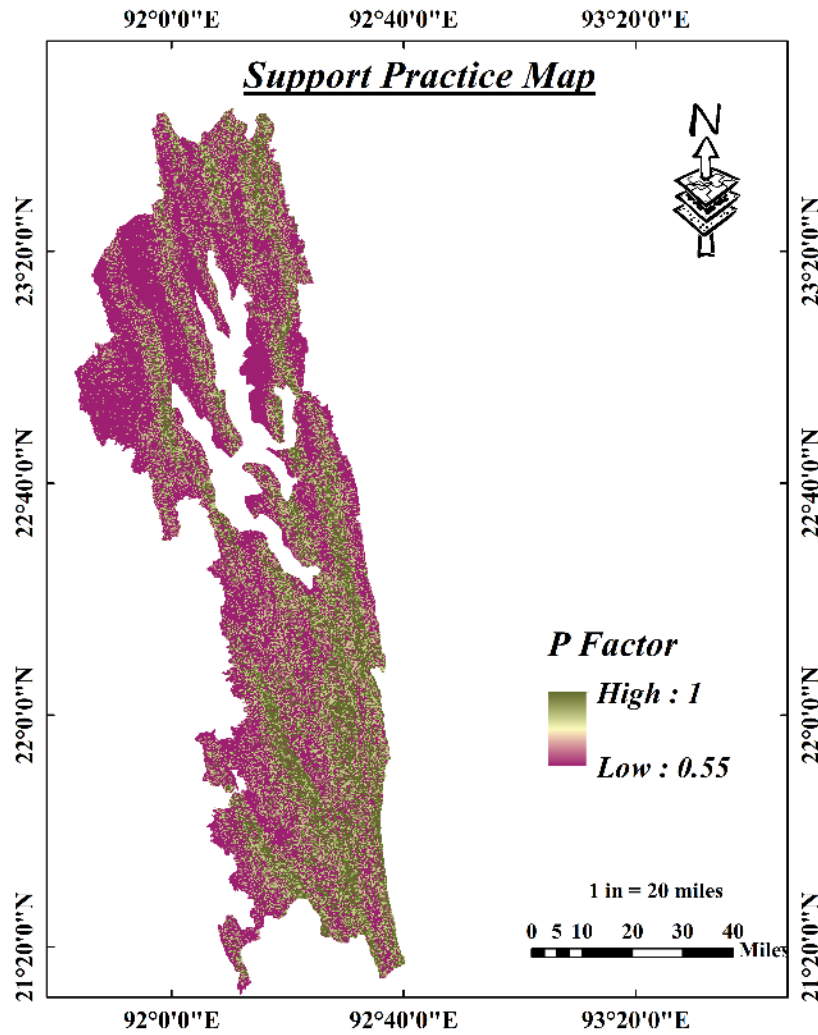 92°0'0"E 92°40'0"E 93°20'0"E
Support Practice Map
N
23°20'0"N 23°20'0"N
22°40'0"N 22°40'0"N
P Factor
High : 1
22°0'0"N 22°0'0"N
Low : 0.55
1 in = 20 miles
0 5 10 20 30 40
Miles
21°20'0"N 21°20'0"N
92°0'0"E 92°40'0"E 93°20'0"E